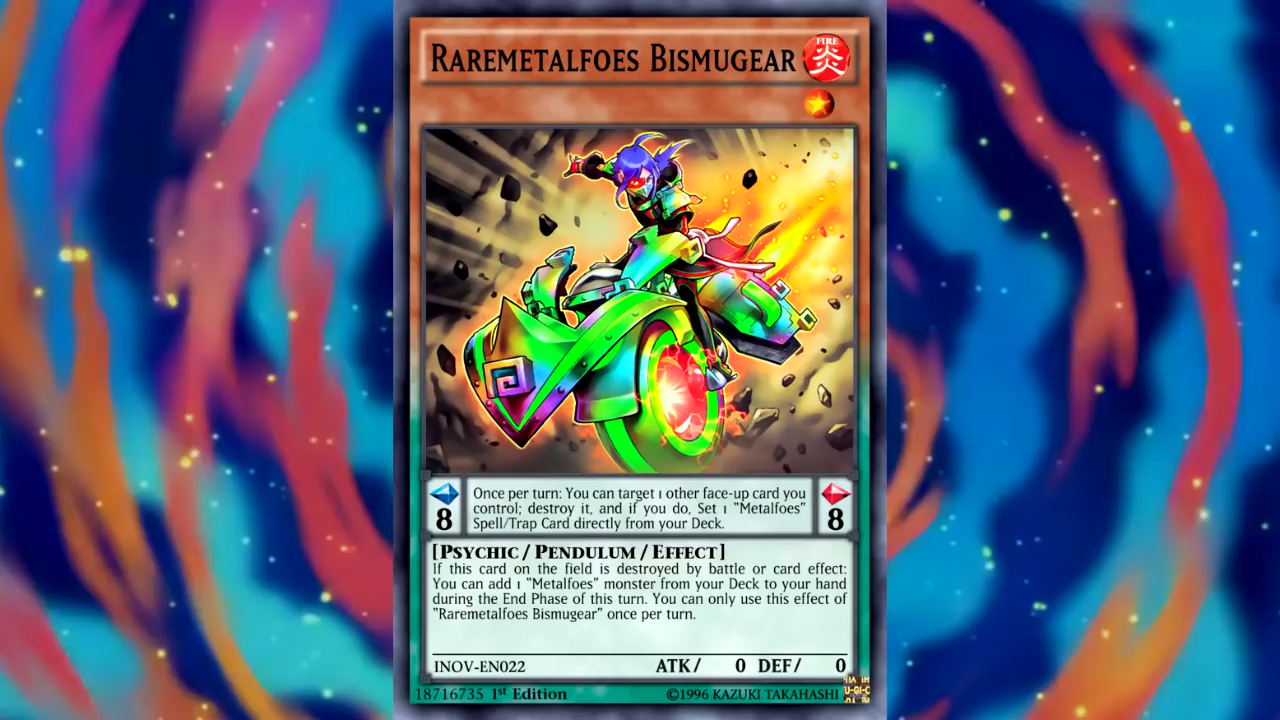 RAREMETALFOES BISMUGEAR
FIRE
炎
Once per turn: You can target 1 other face-up card you
control; destroy it, and if you do, Set 1 "Metalfoes"
Spell/Trap Card directly from your Deck.
8
8
[PSYCHIC / PENDULUM / EFFECT]
If this card on the field is destroyed by battle or card effect:
You can add 1 "Metalfoes" monster from your Deck to your hand
during the End Phase of this turn. You can only use this effect of
"Raremetalfoes Bismugear" once per turn.
INOV-EN022 ATK/ 0 DEF/ 0
18716735 1st Edition ©1996 KAZUKI TAKAHASHI